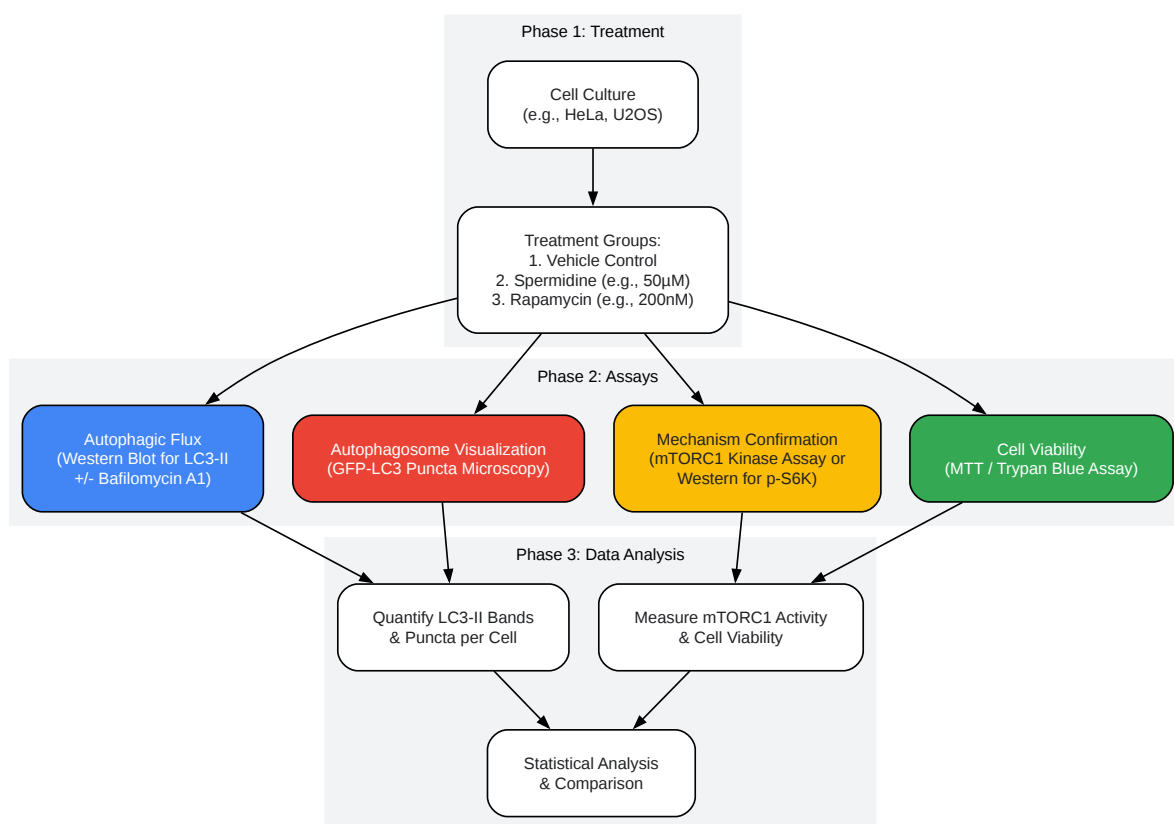 Phase 1: Treatment
Cell Culture
(e.g., HeLa, U2OS)
Treatment Groups:
1. Vehicle Control
2. Spermidine (e.g., 50µM)
3. Rapamycin (e.g., 200nM)
Phase 2: Assays
Autophagic Flux
(Western Blot for LC3-II
+/- Bafilomycin A1)
Autophagosome Visualization
(GFP-LC3 Puncta Microscopy)
Mechanism Confirmation
(mTORC1 Kinase Assay or
Western for p-S6K)
Cell Viability
(MTT / Trypan Blue Assay)
Phase 3: Data Analysis
Quantify LC3-II Bands
& Puncta per Cell
Measure mTORC1 Activity
& Cell Viability
Statistical Analysis
& Comparison